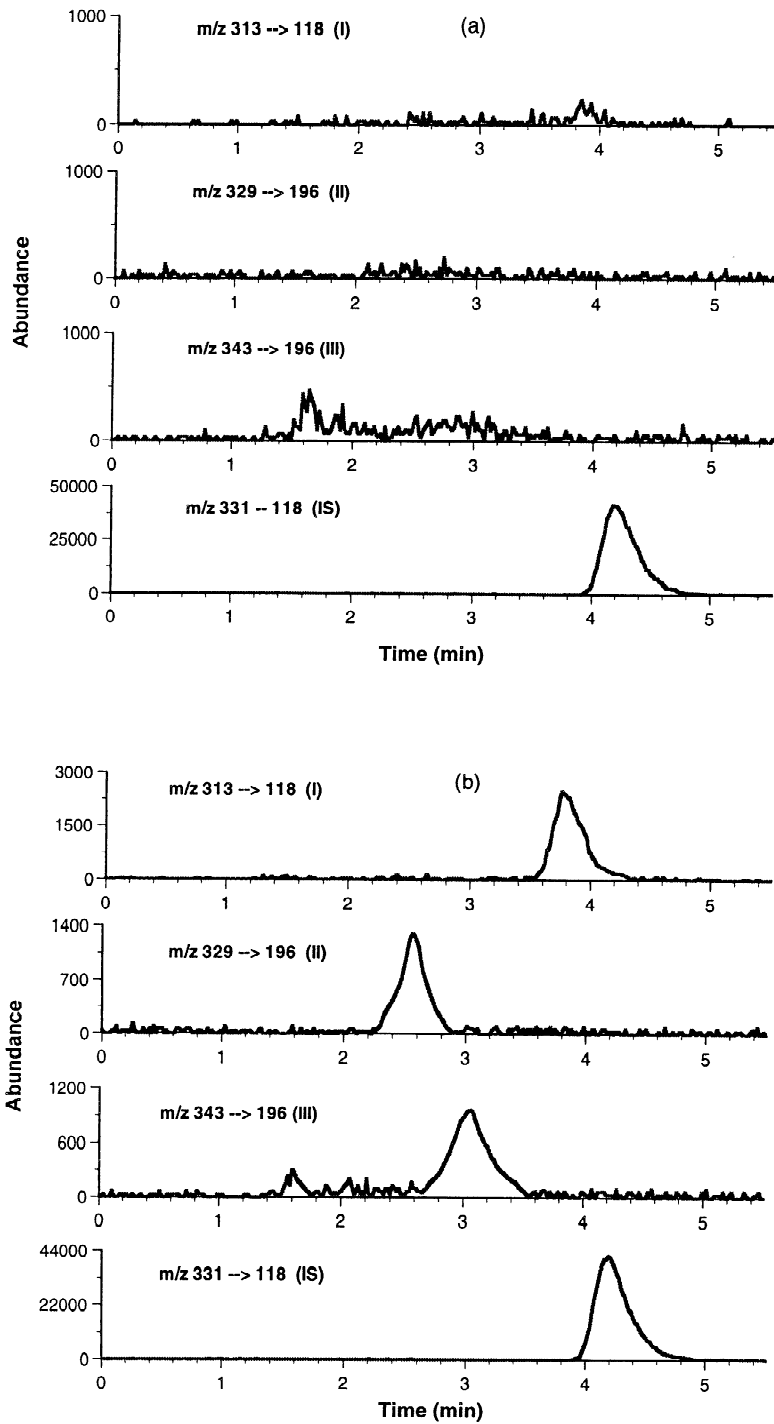 1000
m/z 313 --> 118 (I)
(a)
0
0 1 2 3 4 5
1000
m/z 329 --> 196 (II)
0
0 1 2 3 4 5
Abundance
1000
m/z 343 --> 196 (III)
0
0 1 2 3 4 5
50000
m/z 331 -- 118 (IS)
25000
0
0 1 2 3 4 5
Time (min)
3000
m/z 313 --> 118 (I)
(b)
1500
0
0 1 2 3 4 5
1400
m/z 329 --> 196 (II)
700
0
0 1 2 3 4 5
Abundance
1200
m/z 343 --> 196 (III)
600
0
0 1 2 3 4 5
44000
m/z 331 --> 118 (IS)
22000
0
0 1 2 3 4 5
Time (min)